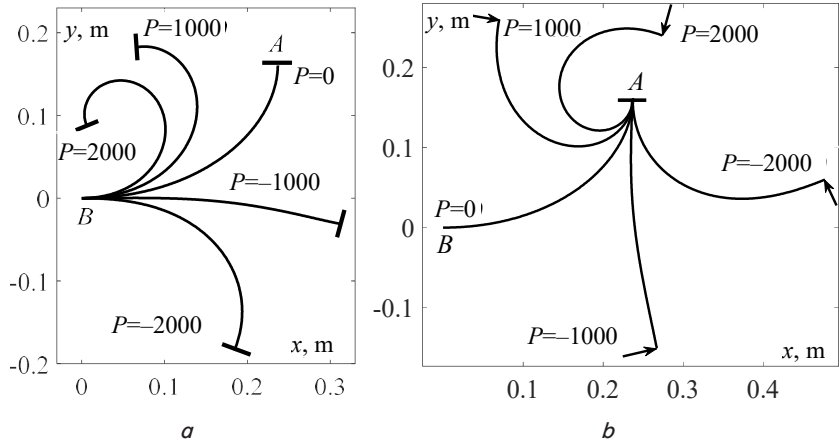 y, m
P=1000
A
P=0
P=2000
P=–1000
B
P=–2000
x, m
0.2
0.1
0
-0.1
-0.2
0
0.1
0.2
0.3
a
y, m
P=1000
P=2000
A
P=–2000
P=0
B
P=–1000
x, m
0.2
0.1
0
-0.1
0.1
0.2
0.3
0.4
b